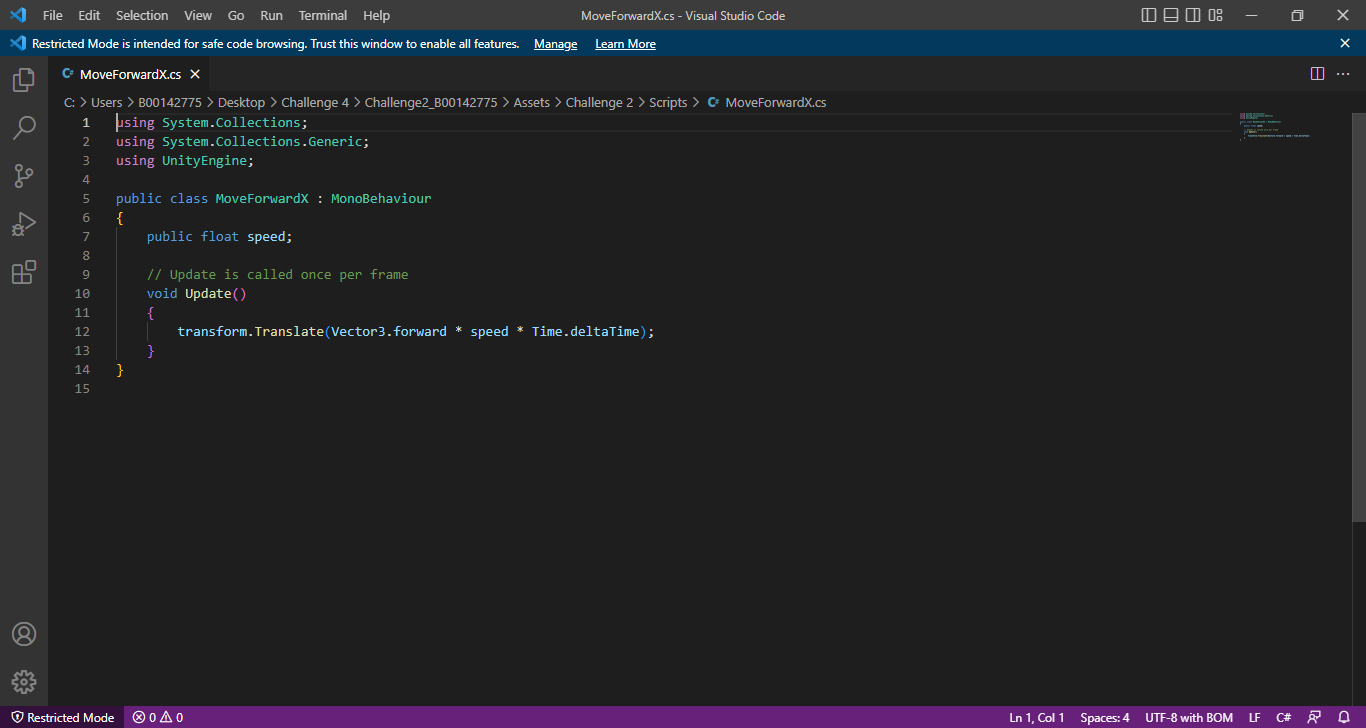 File Edit Selection View Go Run Terminal Help MoveForwardX.cs - Visual Studio Code
Restricted Mode is intended for safe code browsing. Trust this window to enable all features. Manage Learn More
C# MoveForwardX.cs
C: > Users > B00142775 > Desktop > Challenge 4 > Challenge2_B00142775 > Assets > Challenge 2 > Scripts > C# MoveForwardX.cs
1 using System.Collections;
2 using System.Collections.Generic;
3 using UnityEngine;
4
5 public class MoveForwardX : MonoBehaviour
6 {
7     public float speed;
8
9     // Update is called once per frame
10     void Update()
11     {
12         transform.Translate(Vector3.forward * speed * Time.deltaTime);
13     }
14 }
15
Restricted Mode 0 0 Ln 1, Col 1 Spaces: 4 UTF-8 with BOM LF C#